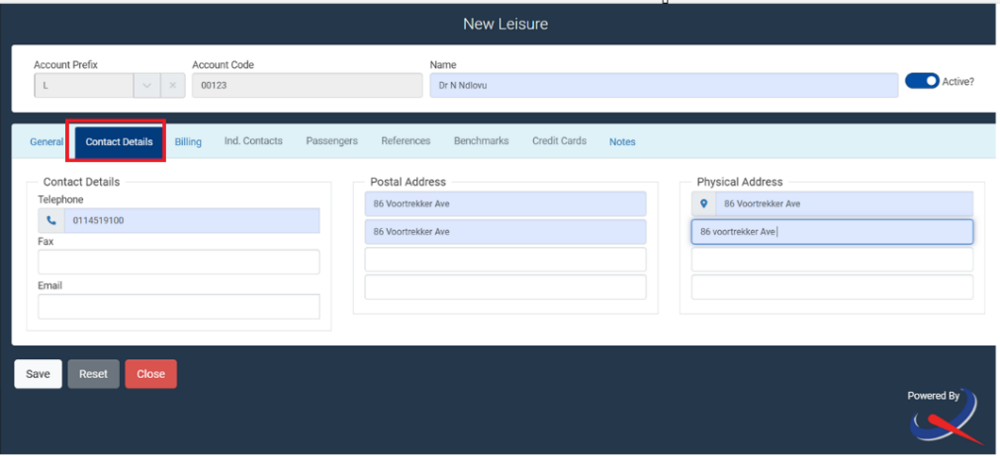 New Leisure
Account Prefix Account Code Name
L 00123 Dr N Ndlovu Active?
General Contact Details Billing Ind. Contacts Passengers References Benchmarks Credit Cards Notes
Contact Details Postal Address Physical Address
Telephone 86 Voortrekker Ave 86 Voortrekker Ave
0114519100
86 Voortrekker Ave 86 voortrekker Ave
Fax
Email
Save Reset Close
Powered By